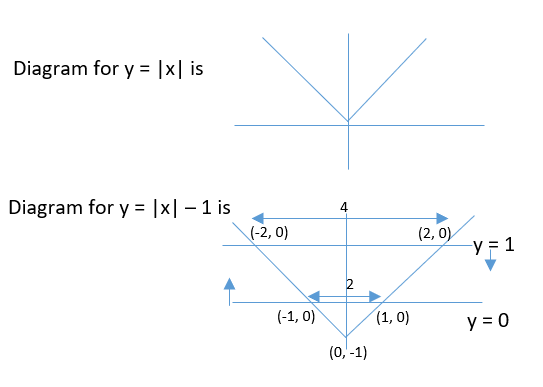 Diagram for y = |x| is
Diagram for y = |x| – 1 is
4
(-2, 0)
(2, 0)
y = 1
2
(-1, 0)
(1, 0)
y = 0
(0, -1)